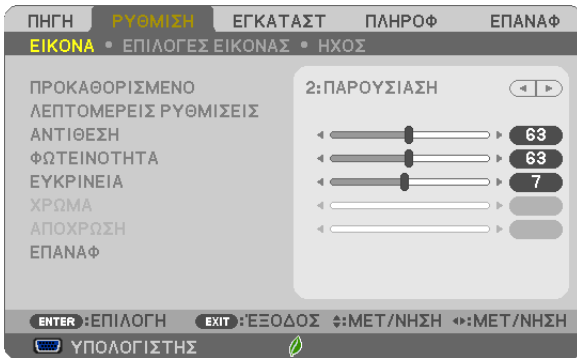 ΠΗΓΗ ΡΥΘΜΙΣΗ ΕΓΚΑΤΑΣΤ ΠΛΗΡΟΦ ΕΠΑΝΑΦ
ΕΙΚΟΝΑ • ΕΠΙΛΟΓΕΣ ΕΙΚΟΝΑΣ • ΗΧΟΣ
ΠΡΟΚΑΘΟΡΙΣΜΕΝΟ 2:ΠΑΡΟΥΣΙΑΣΗ
ΛΕΠΤΟΜΕΡΕΙΣ ΡΥΘΜΙΣΕΙΣ
ΑΝΤΙΘΕΣΗ 63
ΦΩΤΕΙΝΟΤΗΤΑ 63
ΕΥΚΡΙΝΕΙΑ 7
ΧΡΩΜΑ
ΑΠΟΧΡΩΣΗ
ΕΠΑΝΑΦ
ENTER:ΕΠΙΛΟΓΗ EXIT:ΈΞΟΔΟΣ :ΜΕΤ/ΝΗΣΗ :ΜΕΤ/ΝΗΣΗ
ΥΠΟΛΟΓΙΣΤΗΣ